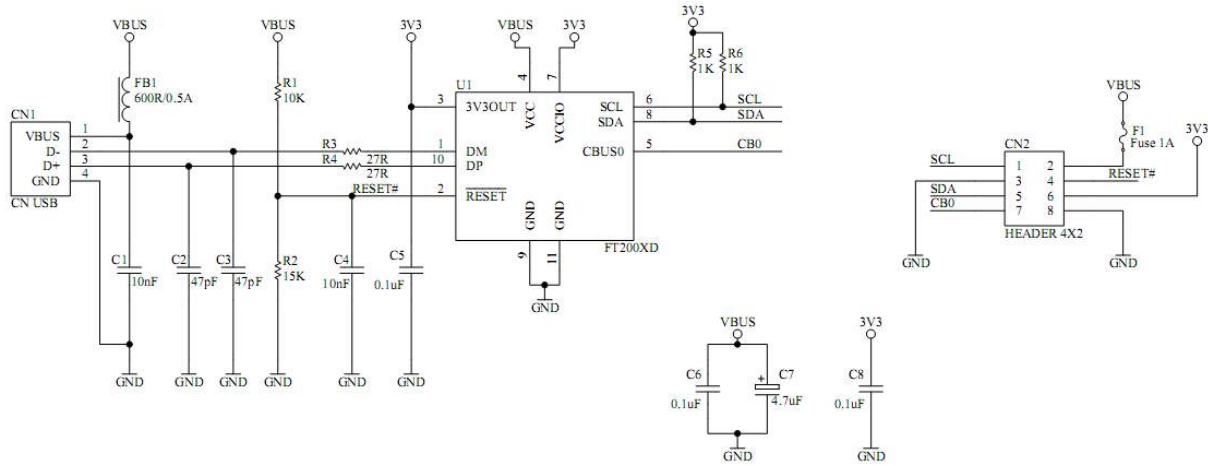 VBUS
VBUS
3V3
VBUS
3V3
3V3
FB1
600R/0.5A
R1
10K
R5
1K
R6
1K
U1
4
7
VCC
VCCIO
3
3V3OUT
SCL
6
SCL
SDA
8
SDA
CBUS0
5
CB0
CN1
VBUS
1
D-
2
D+
3
GND
4
CN USB
R3
27R
1
DM
R4
27R
10
DP
RESET#
2
RESET
GND
GND
FT200XD
9
11
GND
C1
10nF
C2
47pF
C3
47pF
R2
15K
C4
10nF
C5
0.1uF
GND
GND
GND
GND
GND
GND
VBUS
C6
0.1uF
+
C7
4.7uF
GND
3V3
C8
0.1uF
GND
VBUS
F1
Fuse 1A
3V3
CN2
SCL
1
2
3
4
RESET#
SDA
5
6
CB0
7
8
HEADER 4X2
GND
GND